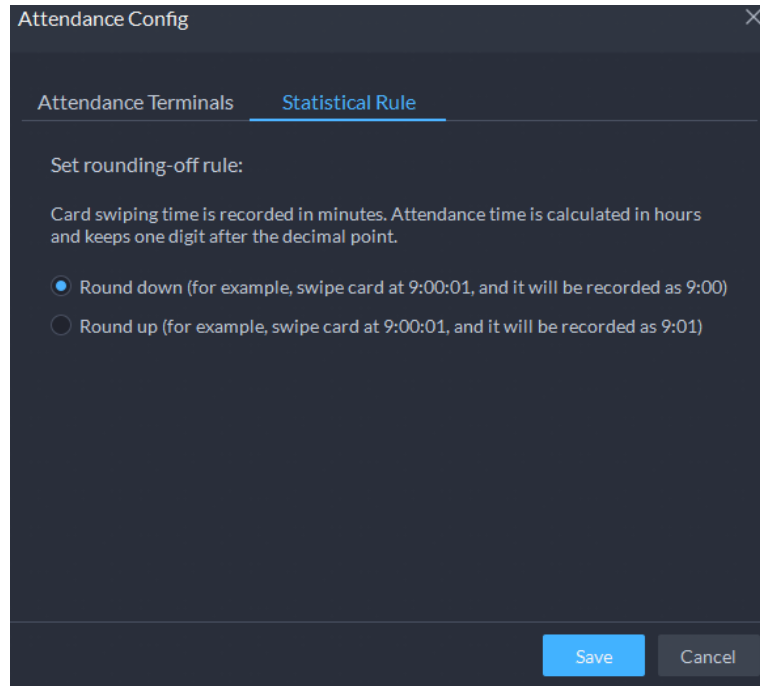 Attendance Config
Attendance Terminals Statistical Rule
Set rounding-off rule:
Card swiping time is recorded in minutes. Attendance time is calculated in hours
and keeps one digit after the decimal point.
Round down (for example, swipe card at 9:00:01, and it will be recorded as 9:00)
Round up (for example, swipe card at 9:00:01, and it will be recorded as 9:01)
Save Cancel